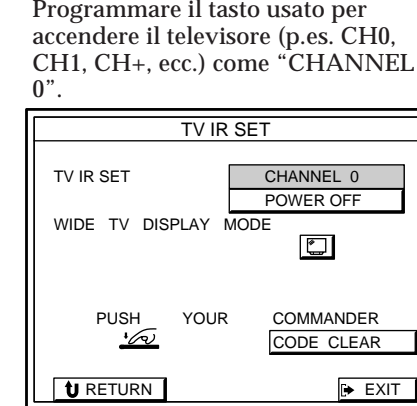 Programmare il tasto usato per
accendere il televisore (p.es. CH0,
CH1, CH+, ecc.) come “CHANNEL
0”.
TV IR SET
TV IR SET CHANNEL 0
POWER OFF
WIDE TV DISPLAY MODE
PUSH YOUR COMMANDER
CODE CLEAR
RETURN EXIT